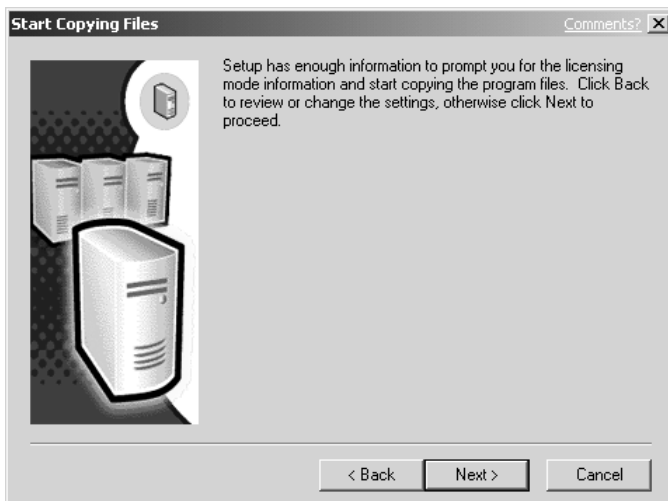 Start Copying Files
Comments?
Setup has enough information to prompt you for the licensing
mode information and start copying the program files. Click Back
to review or change the settings, otherwise click Next to
proceed.
< Back
Next >
Cancel